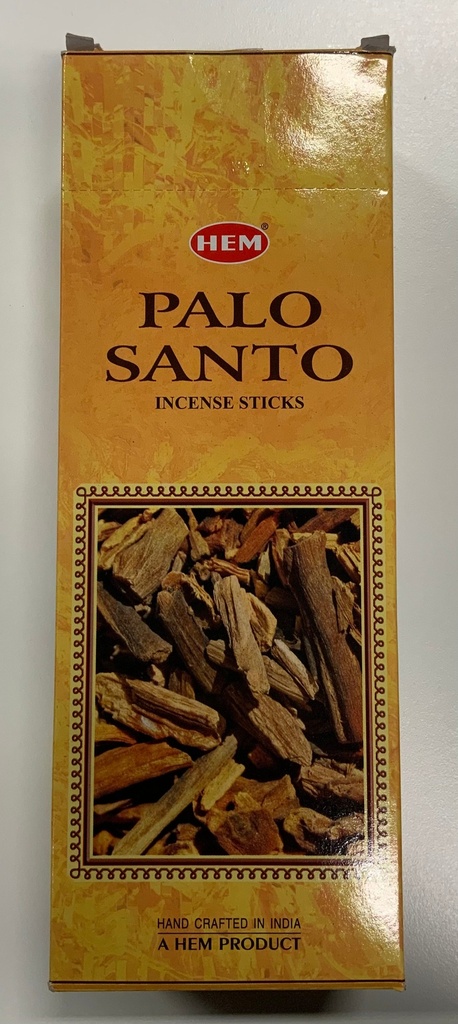 HEM®
PALO
SANTO
INCENSE STICKS
HAND CRAFTED IN INDIA
A HEM PRODUCT